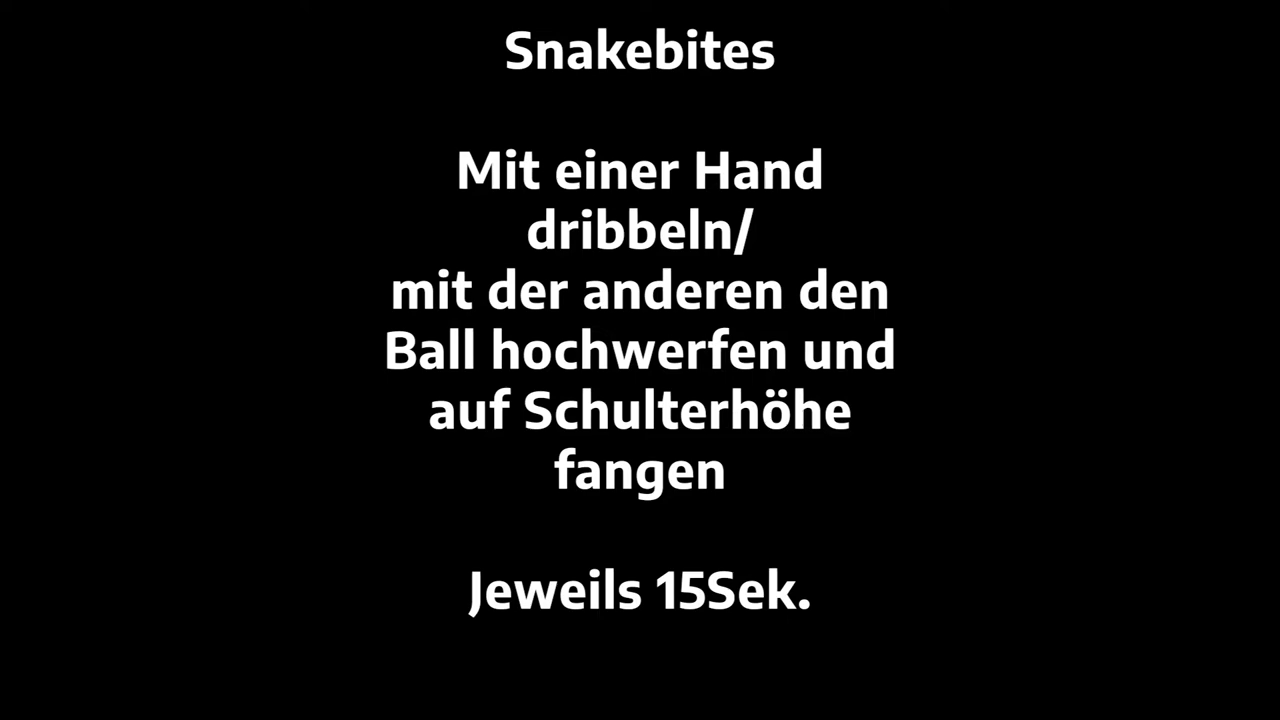 Snakebites
Mit einer Hand
dribbeln/
mit der anderen den
Ball hochwerfen und
auf Schulterhöhe
fangen
Jeweils 15Sek.